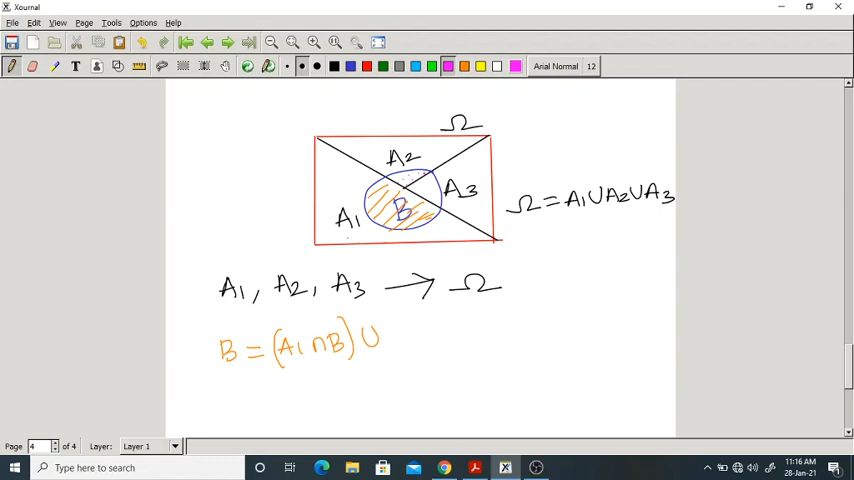 Xournal
File Edit View Page Tools Options Help
Arial Normal 12
Ω
A2
A3
Ω = A1 U A2 U A3
B
A1
A1, A2, A3 → Ω
B = (A1 ∩ B) U
Page 4 of 4 Layer: Layer 1
Type here to search
11:16 AM
28-Jan-21